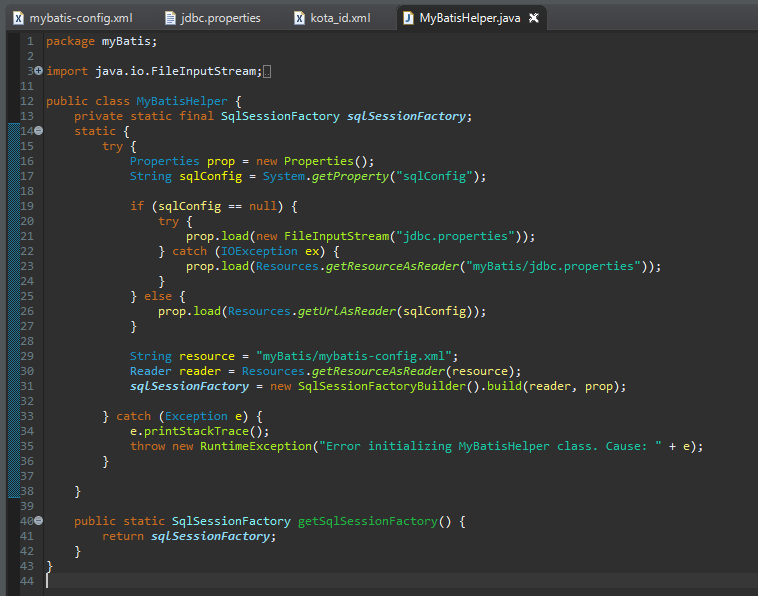 mybatis-config.xml jdbc.properties kota_id.xml MyBatisHelper.java
1 package myBatis;
2
3 import java.io.FileInputStream;
11
12 public class MyBatisHelper {
13     private static final SqlSessionFactory sqlSessionFactory;
14     static {
15         try {
16             Properties prop = new Properties();
17             String sqlConfig = System.getProperty("sqlConfig");
18
19             if (sqlConfig == null) {
20                 try {
21                     prop.load(new FileInputStream("jdbc.properties"));
22                 } catch (IOException ex) {
23                     prop.load(Resources.getResourceAsReader("myBatis/jdbc.properties"));
24                 }
25             } else {
26                 prop.load(Resources.getUrlAsReader(sqlConfig));
27             }
28
29             String resource = "myBatis/mybatis-config.xml";
30             Reader reader = Resources.getResourceAsReader(resource);
31             sqlSessionFactory = new SqlSessionFactoryBuilder().build(reader, prop);
32
33         } catch (Exception e) {
34             e.printStackTrace();
35             throw new RuntimeException("Error initializing MyBatisHelper class. Cause: " + e);
36         }
37
38     }
39
40     public static SqlSessionFactory getSqlSessionFactory() {
41         return sqlSessionFactory;
42     }
43 }
44